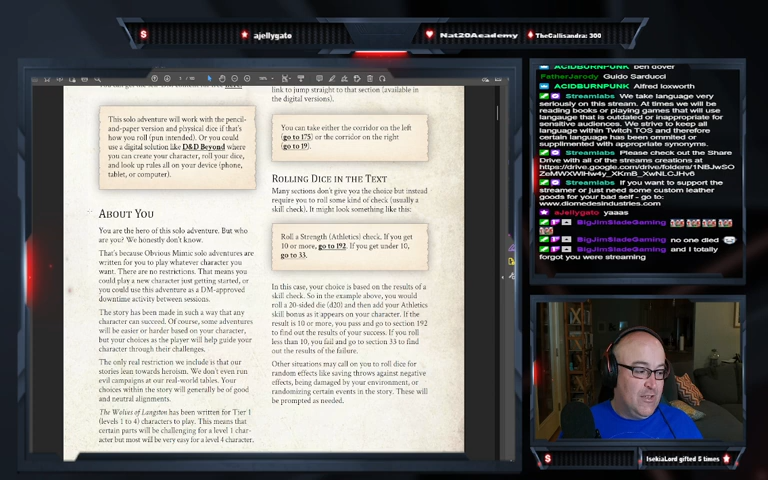 ajellygato
Nat20Academy
TheCallisandra: 300
This solo adventure will work with the pencil-
and-paper version and physical dice if that's
how you roll (pun intended). Or you could
use a digital solution like D&D Beyond where
you can create your character, roll your dice,
and look up rules all on your device (phone,
tablet, or computer).
ABOUT YOU
You are the hero of this solo adventure. But who
are you? We honestly don't know.
That's because Obvious Mimic solo adventures are
written for you to play whatever character you
want. There are no restrictions. That means you
could play a new character just getting started, or
you could use this adventure as a DM-approved
downtime activity between sessions.
The story has been made in such a way that any
character can succeed. Of course, some adventures
will be easier or harder based on your character,
but your choices as the player will help guide your
character through their challenges.
The only real restriction we include is that our
stories lean towards heroism. We don't even run
evil campaigns at our real-world tables. Your
choices within the story will generally be of good
and neutral alignments.
The Wolves of Langston has been written for Tier 1
(levels 1 to 4) characters to play. This means that
certain parts will be challenging for a level 1 char-
acter but most will be very easy for a level 4 character.
link to jump straight to that section (available in
the digital versions).
You can take either the corridor on the left
(go to 175) or the corridor on the right
(go to 19).
ROLLING DICE IN THE TEXT
Many sections don't give you the choice but instead
require you to roll some kind of check (usually a
skill check). It might look something like this:
Roll a Strength (Athletics) check. If you get
10 or more, go to 192. If you get under 10,
go to 33.
In this case, your choice is based on the results of a
skill check. So in the example above, you would
roll a 20-sided die (d20) and then add your Athletics
skill bonus as it appears on your character. If the
result is 10 or more, you pass and go to section 192
to find out the results of your success. If you roll
less than 10, you fail and go to section 33 to find
out the results of the failure.
Other situations may call on you to roll dice for
random effects like saving throws against negative
effects, being damaged by your environment, or
randomizing certain events in the story. These will
be prompted as needed.
ACIDBURNPUNK ben dover
FatherJarody Guido Sarducci
ACIDBURNPUNK Alfred loxworth
Streamlabs We take language very
seriously on this stream. At times we will be
reading books or playing games that will use
langauge that is outdated or inappropriate for
sensitive audiences. We strive to keep all
language within Twitch TOS and therefore
certain language has been ommited or
supplimented with appropriate synonyms.
Streamlabs Please check out the Share
Drive with all of the streams creations at
Streamlabs If you want to support the
streamer or just need some custom leather
goods for your bad self - go to:
www.diomedesindustries.com
aJellygato yaaas
BigJimSladeGaming
BigJimSladeGaming no one died
BigJimSladeGaming and I totally
forgot you were streaming
IsekiaLord gifted 5 times